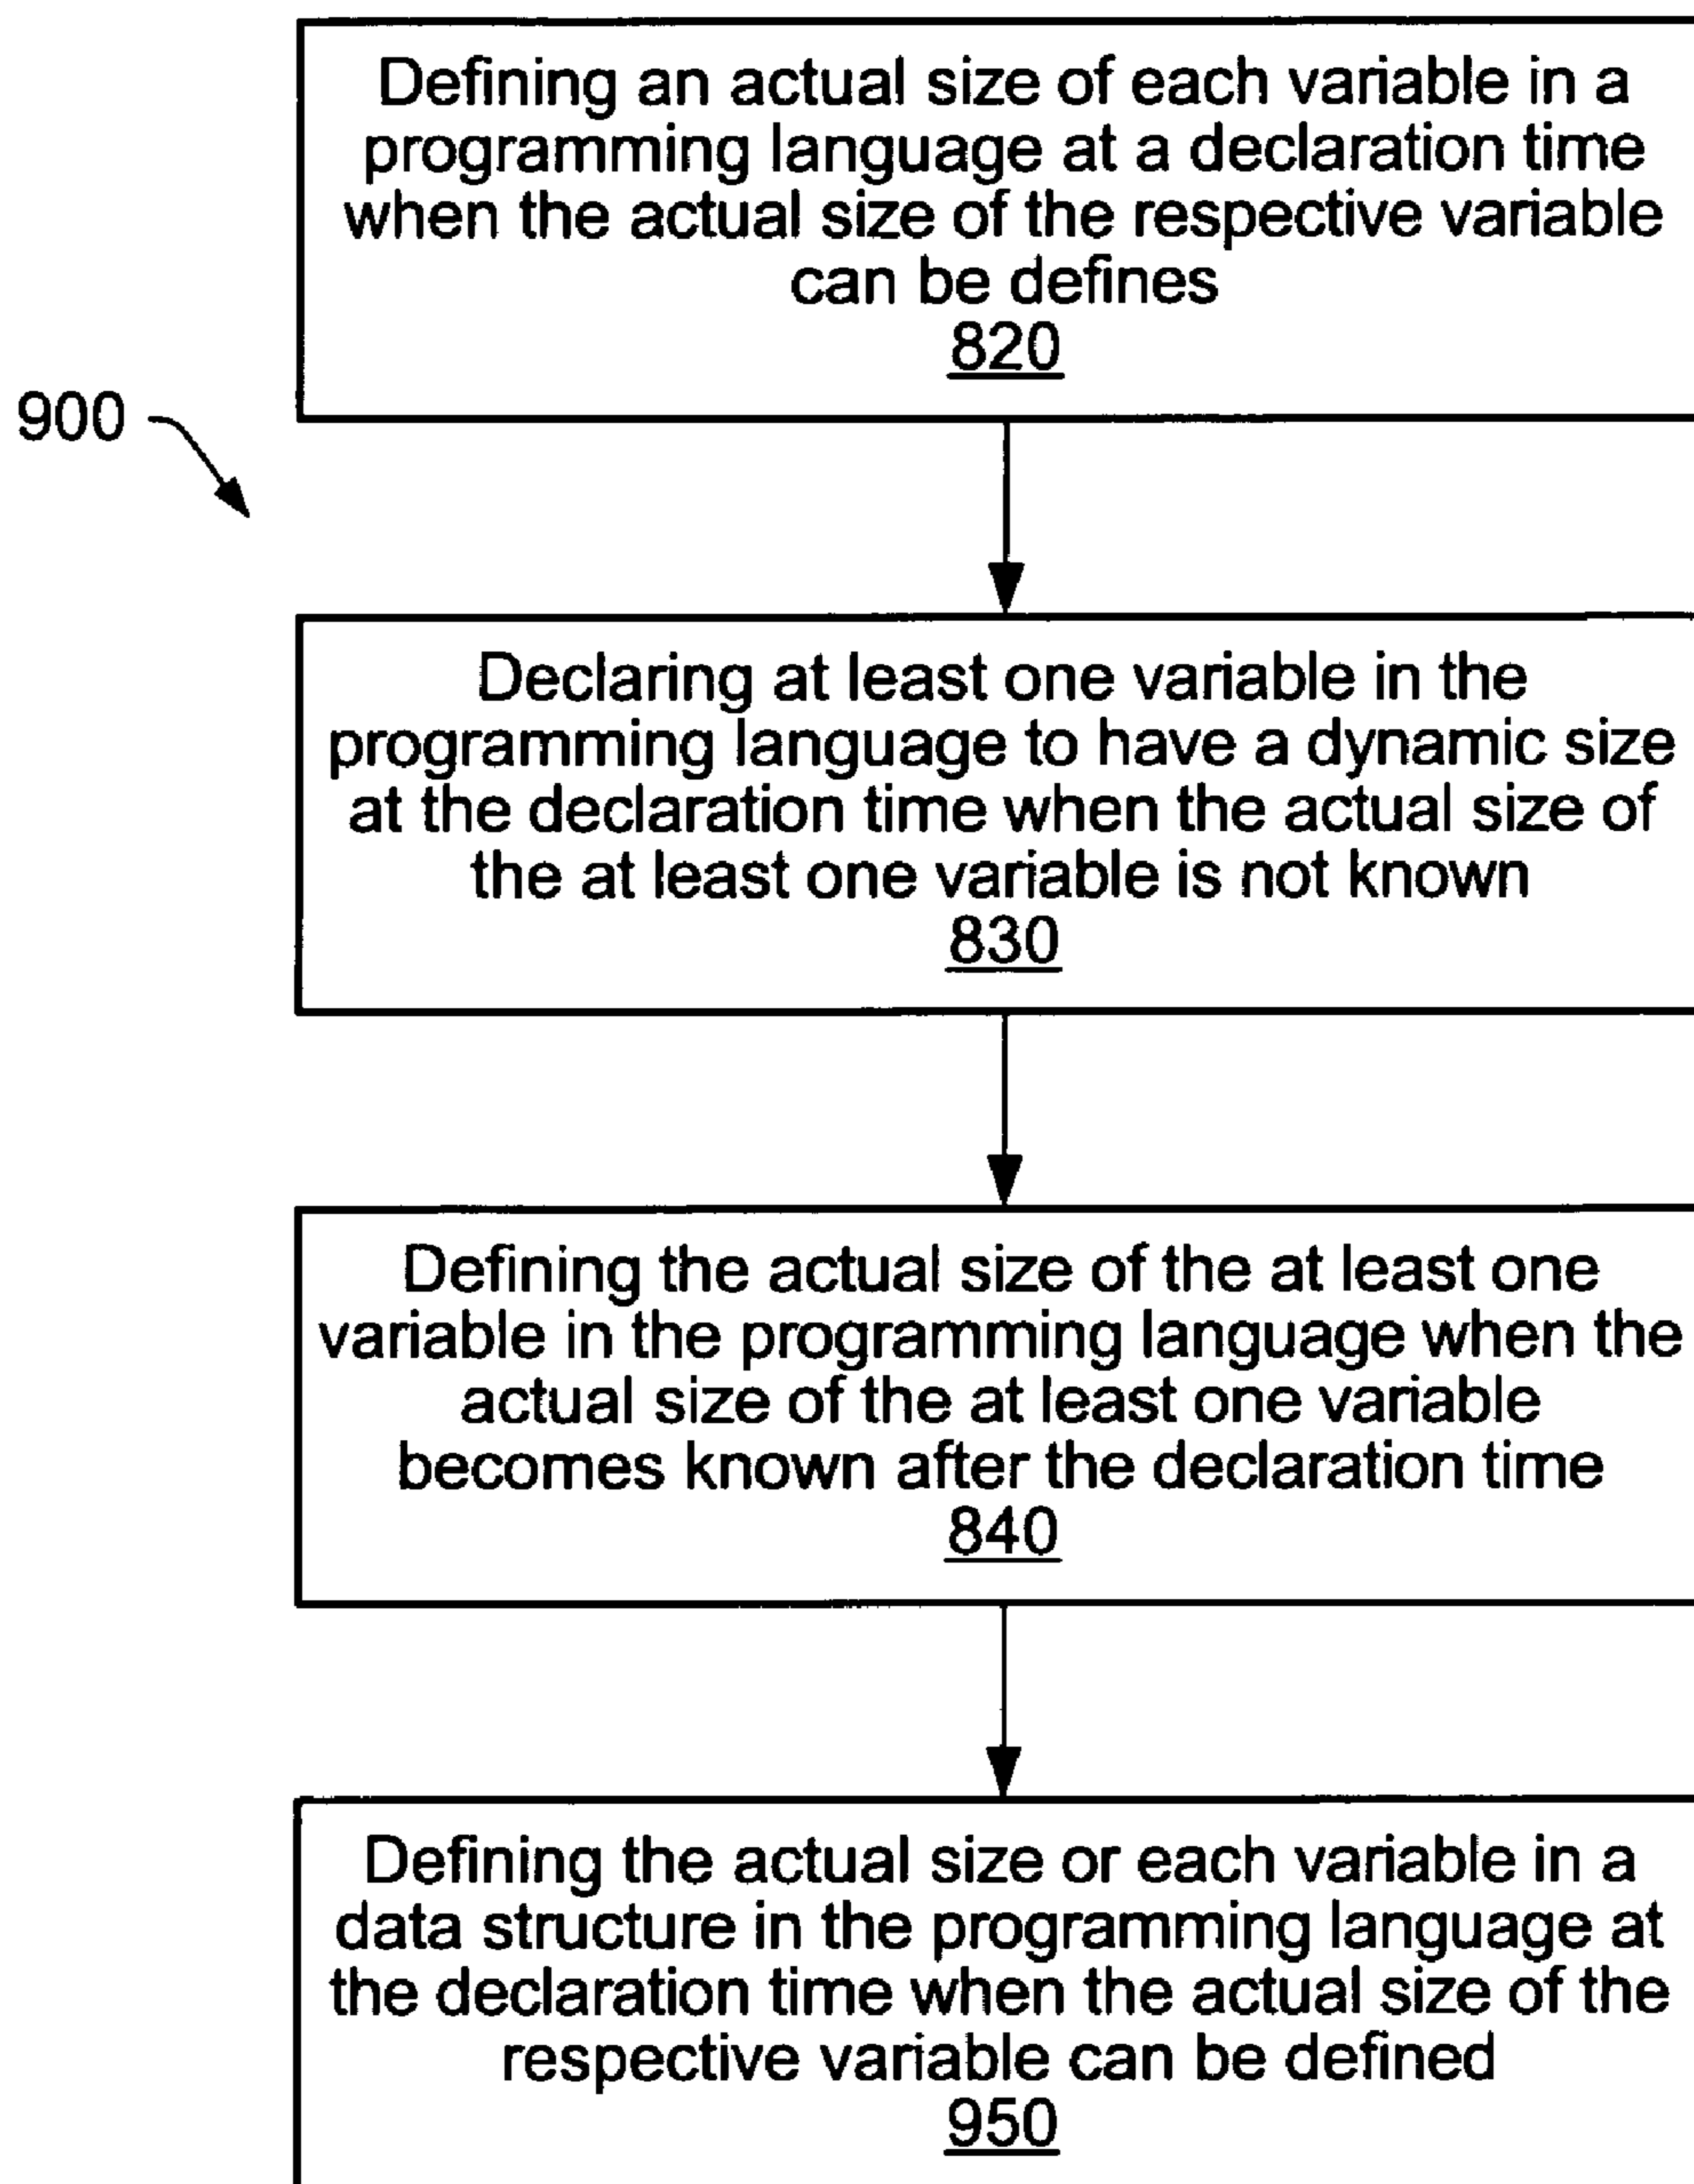 Defining an actual size of each variable in a
programming language at a declaration time
when the actual size of the respective variable
can be defines
820
900
Declaring at least one variable in the
programming language to have a dynamic size
at the declaration time when the actual size of
the at least one variable is not known
830
Defining the actual size of the at least one
variable in the programming language when the
actual size of the at least one variable
becomes known after the declaration time
840
Defining the actual size or each variable in a
data structure in the programming language at
the declaration time when the actual size of the
respective variable can be defined
950